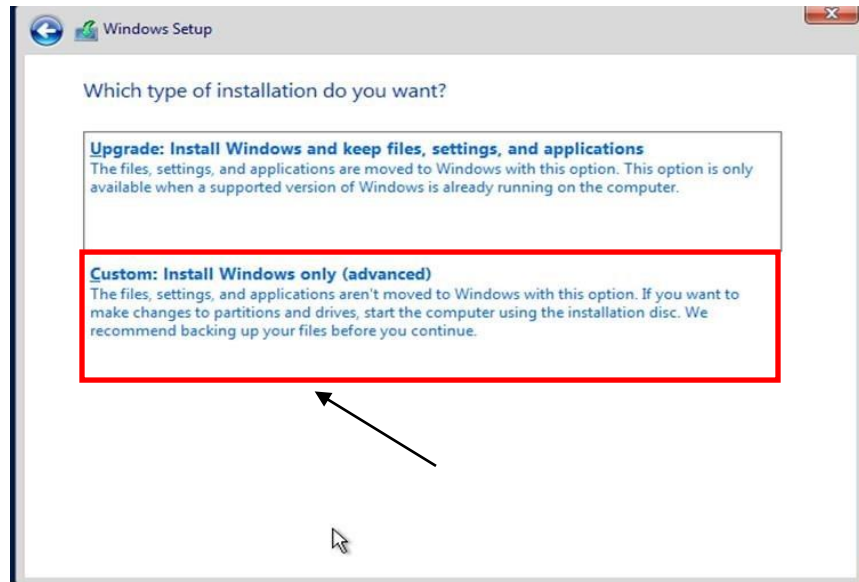 Windows Setup
Which type of installation do you want?
Upgrade: Install Windows and keep files, settings, and applications
The files, settings, and applications are moved to Windows with this option. This option is only
available when a supported version of Windows is already running on the computer.
Custom: Install Windows only (advanced)
The files, settings, and applications aren't moved to Windows with this option. If you want to
make changes to partitions and drives, start the computer using the installation disc. We
recommend backing up your files before you continue.